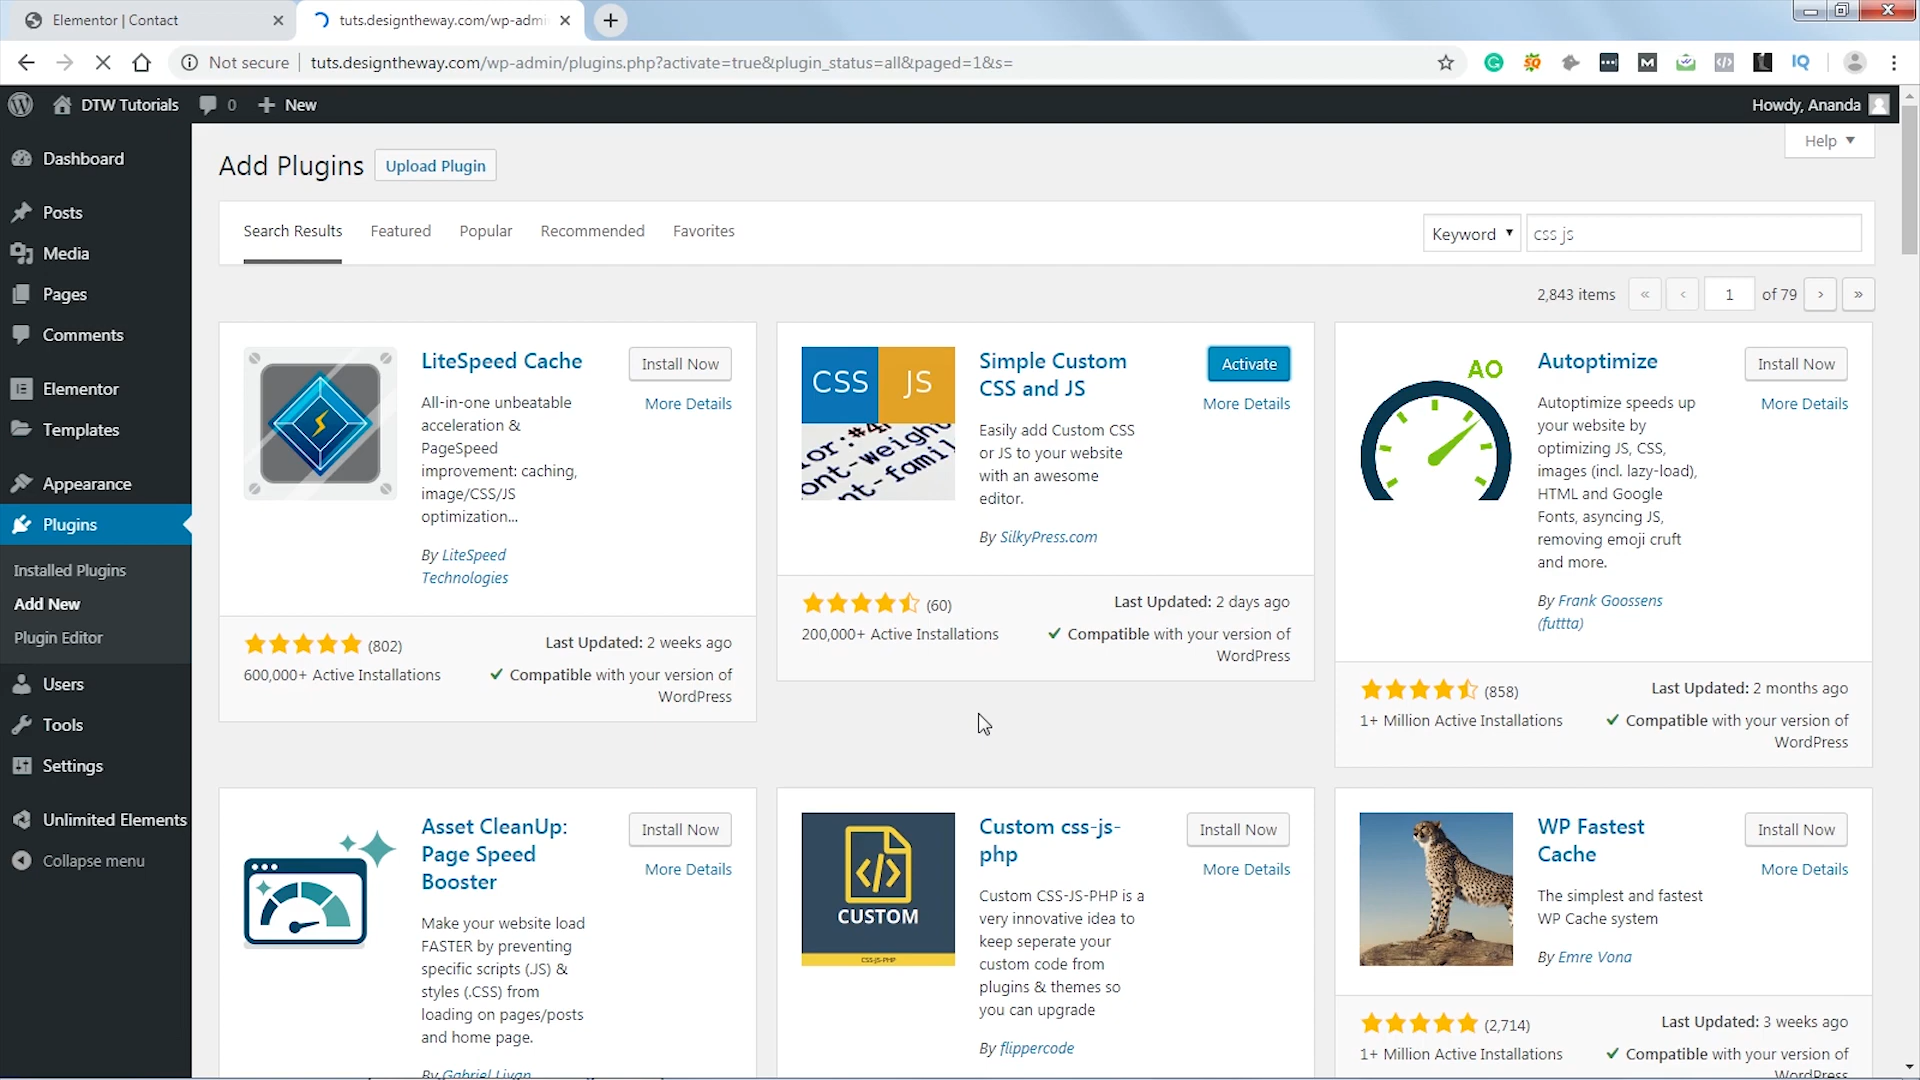 Elementor | Contact
tuts.designtheway.com/wp-admi
Not secure
tuts.designtheway.com/wp-admin/plugins.php?activate=true&plugin_status=all&paged=1&s=
DTW Tutorials
0
New
Howdy, Ananda
Help
Dashboard
Posts
Media
Pages
Comments
Elementor
Templates
Appearance
Plugins
Installed Plugins
Add New
Plugin Editor
Users
Tools
Settings
Unlimited Elements
Collapse menu
Add Plugins
Upload Plugin
Search Results
Featured
Popular
Recommended
Favorites
Keyword
css js
2,843 items
«
‹
1
of 79
›
»
LiteSpeed Cache
Install Now
More Details
All-in-one unbeatable
acceleration &
PageSpeed
improvement: caching,
image/CSS/JS
optimization...
By LiteSpeed
Technologies
(802)
Last Updated: 2 weeks ago
600,000+ Active Installations
Compatible with your version of
WordPress
CSS
JS
or:#4
ont-weigh
ont-famil
Simple Custom
CSS and JS
Activate
More Details
Easily add Custom CSS
or JS to your website
with an awesome
editor.
By SilkyPress.com
(60)
Last Updated: 2 days ago
200,000+ Active Installations
Compatible with your version of
WordPress
AO
Autoptimize
Install Now
More Details
Autoptimize speeds up
your website by
optimizing JS, CSS,
images (incl. lazy-load),
HTML and Google
Fonts, asyncing JS,
removing emoji cruft
and more.
By Frank Goossens
(futtta)
(858)
Last Updated: 2 months ago
1+ Million Active Installations
Compatible with your version of
WordPress
Asset CleanUp:
Page Speed
Booster
Install Now
More Details
Make your website load
FASTER by preventing
specific scripts (.JS) &
styles (.CSS) from
loading on pages/posts
and home page.
By Gabriel Livan
</>
CUSTOM
CSS-JS-PHP
Custom css-js-
php
Install Now
More Details
Custom CSS-JS-PHP is a
very innovative idea to
keep seperate your
custom code from
plugins & themes so
you can upgrade
By flippercode
WP Fastest
Cache
Install Now
More Details
The simplest and fastest
WP Cache system
By Emre Vona
(2,714)
Last Updated: 3 weeks ago
1+ Million Active Installations
Compatible with your version of
WordPress